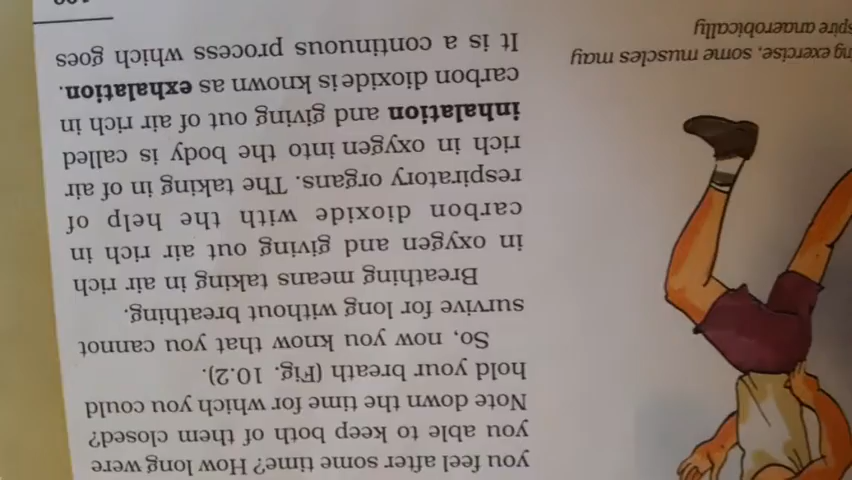 you feel after some time? How long were
you able to keep both of them closed?
Note down the time for which you could
hold your breath (Fig. 10.2).
So, now you know that you cannot
survive for long without breathing.
Breathing means taking in air rich
in oxygen and giving out air rich in
carbon dioxide with the help of
respiratory organs. The taking in of air
rich in oxygen into the body is called
inhalation and giving out of air rich in
carbon dioxide is known as exhalation.
It is a continuous process which goes
exercise, some muscles may
anaerobically